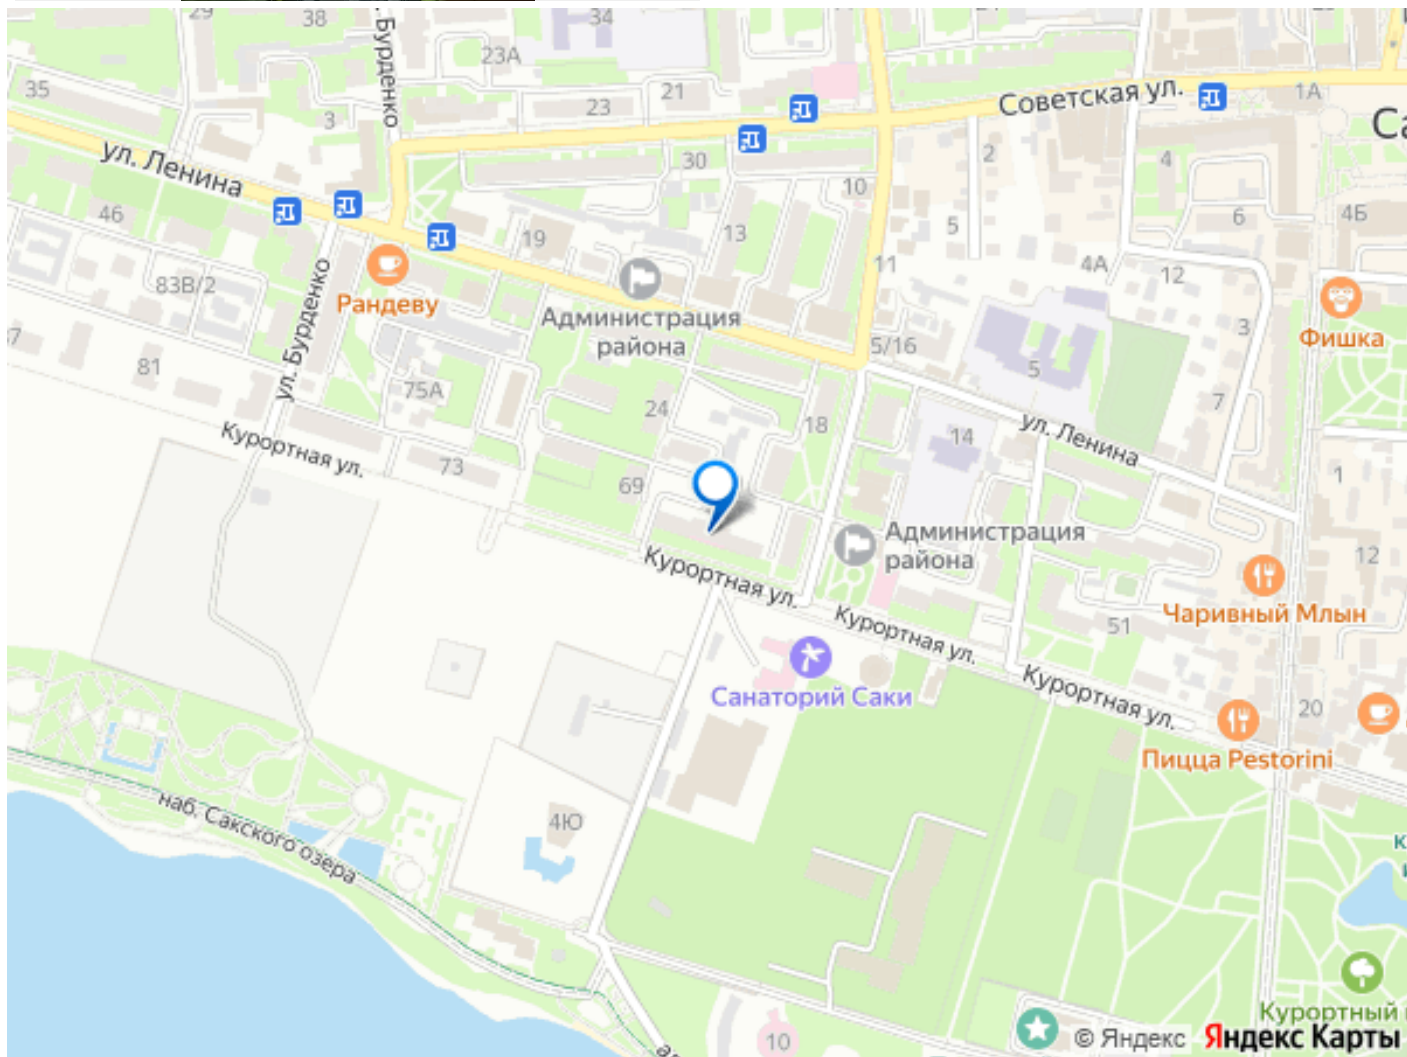 29
38
34
ул. Бурденко
23А
35
21
23
3
Советская ул.
1А
Са
ул. Ленина
30
2
4
10
46
19
13
5
6
4Б
83В/2
11
4А
12
Рандеву
Администрация
района
3
Фишка
5/16
81
ул. Бурденко
75А
24
18
5
7
ул. Ленина
14
Курортная ул.
73
69
1
Администрация
района
12
Курортная ул.
Курортная ул.
Чаривный Млын
51
Санаторий Саки
Курортная ул.
20
Пицца Pestorini
наб. Сакского озера
4Ю
Курортный
10
© Яндекс
Яндекс Карты